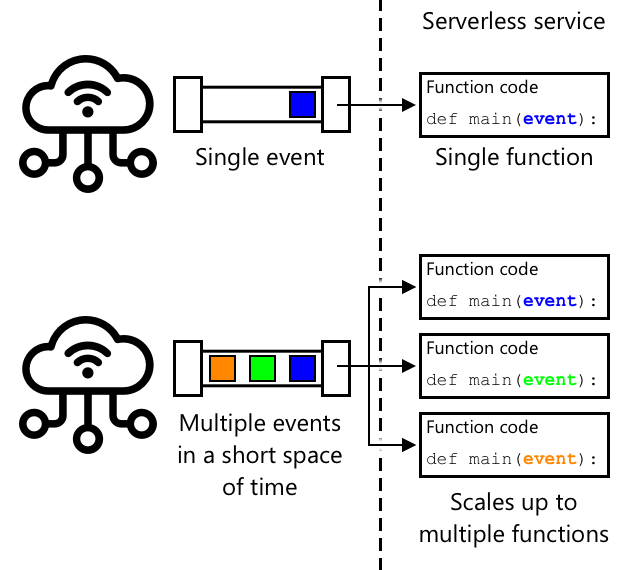 Serverless service
Function code
def main(event):
Single event
Single function
Function code
def main(event):
Function code
def main(event):
Function code
def main(event):
Multiple events
in a short space
of time
Scales up to
multiple functions